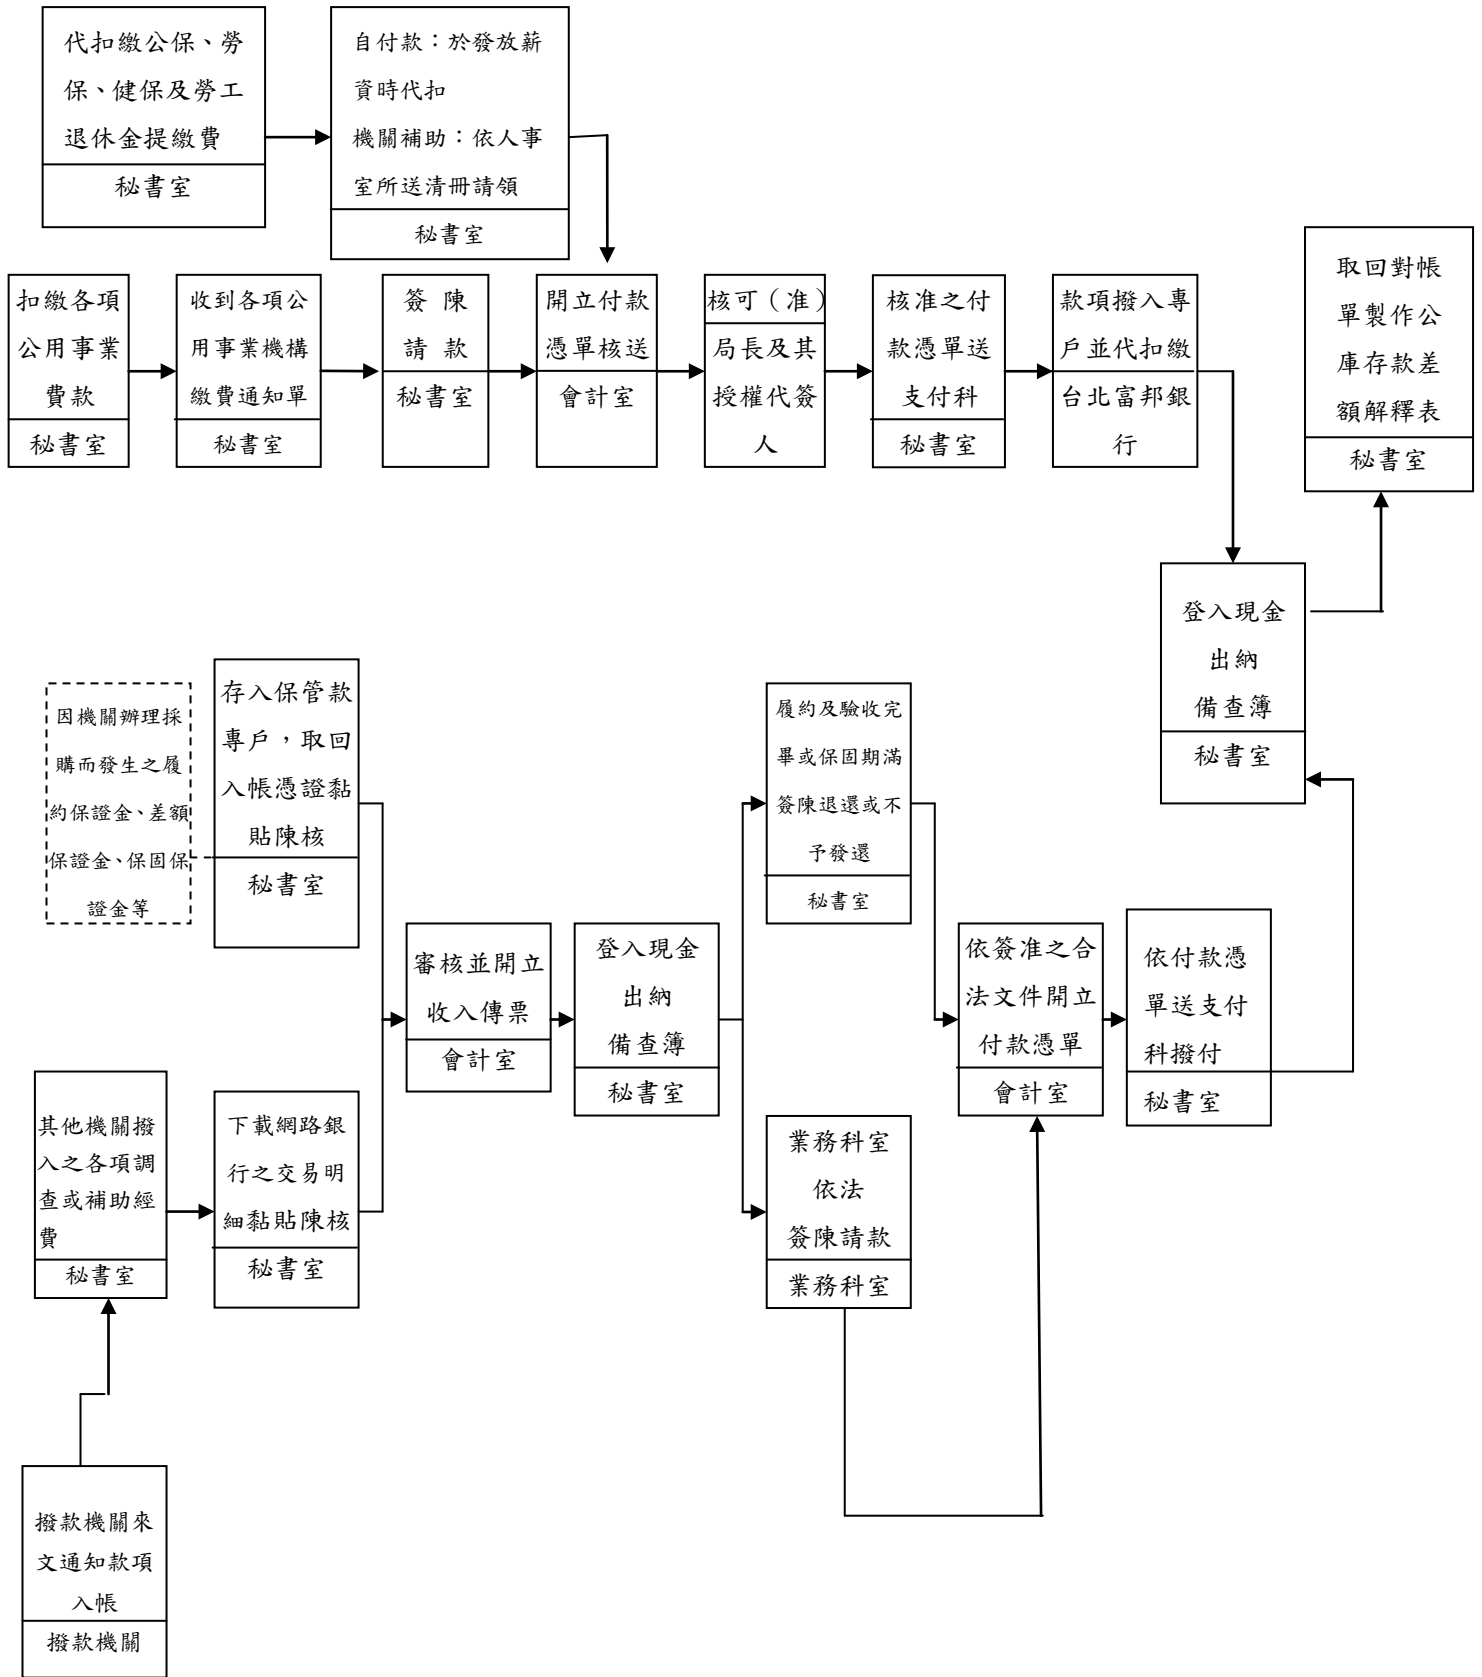 代扣繳公保、勞
保、健保及勞工
退休金提繳費
秘書室
自付款：於發放薪
資時代扣
機關補助：依人事
室所送清冊請領
秘書室
扣繳各項
公用事業
費款
秘書室
收到各項公
用事業機構
繳費通知單
秘書室
簽 陳
請 款
秘書室
開立付款
憑單核送
會計室
核可（准）
局長及其
授權代簽
人
核准之付
款憑單送
支付科
秘書室
款項撥入專
戶並代扣繳
台北富邦銀
行
取回對帳
單製作公
庫存款差
額解釋表
秘書室
登入現金
出納
備查簿
秘書室
因機關辦理採
購而發生之履
約保證金、差額
保證金、保固保
證金等
存入保管款
專戶，取回
入帳憑證黏
貼陳核
秘書室
審核並開立
收入傳票
會計室
登入現金
出納
備查簿
秘書室
履約及驗收完
畢或保固期滿
簽陳退還或不
予發還
秘書室
依簽准之合
法文件開立
付款憑單
會計室
依付款憑
單送支付
科撥付
秘書室
其他機關撥
入之各項調
查或補助經
費
秘書室
下載網路銀
行之交易明
細黏貼陳核
秘書室
業務科室
依法
簽陳請款
業務科室
撥款機關來
文通知款項
入帳
撥款機關